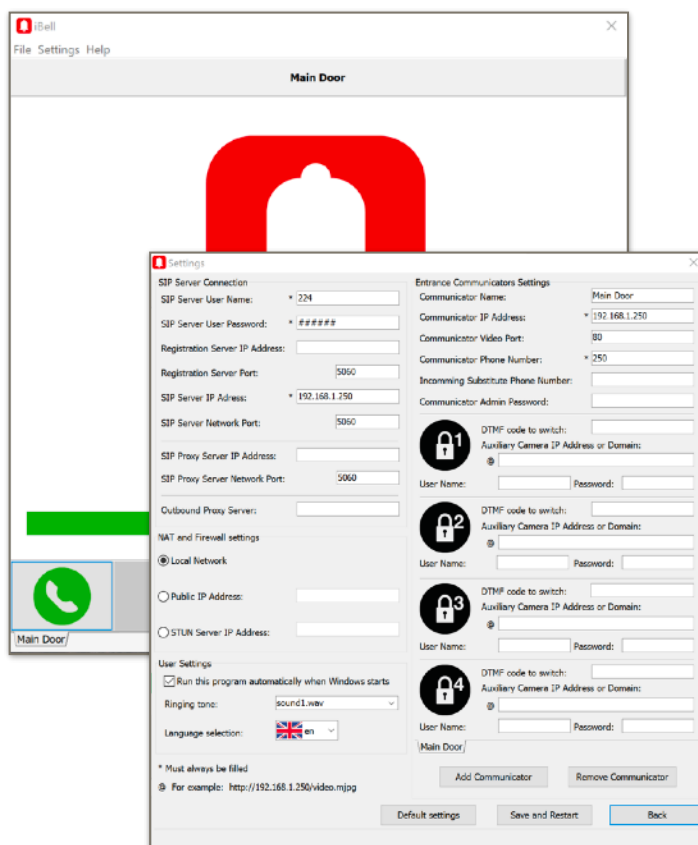 iBell
File Settings Help
Main Door
Main Door
Settings
SIP Server Connection
SIP Server User Name: * 224
SIP Server User Password: * ######
Registration Server IP Address:
Registration Server Port: 5060
SIP Server IP Adress: * 192.168.1.250
SIP Server Network Port: 5060
SIP Proxy Server IP Address:
SIP Proxy Server Network Port: 5060
Outbound Proxy Server:
NAT and Firewall settings
Local Network
Public IP Address:
STUN Server IP Address:
User Settings
Run this program automatically when Windows starts
Ringing tone: sound1.wav
Language selection: en
* Must always be filled
@ For example: http://192.168.1.250/video.mjpg
Entrance Communicators Settings
Communicator Name: Main Door
Communicator IP Address: * 192.168.1.250
Communicator Video Port: 80
Communicator Phone Number: * 250
Incomming Substitute Phone Number:
Communicator Admin Password:
1
DTMF code to switch:
Auxiliary Camera IP Address or Domain:
@
User Name: Password:
2
DTMF code to switch:
Auxiliary Camera IP Address or Domain:
@
User Name: Password:
3
DTMF code to switch:
Auxiliary Camera IP Address or Domain:
@
User Name: Password:
4
DTMF code to switch:
Auxiliary Camera IP Address or Domain:
@
User Name: Password:
Main Door
Add Communicator Remove Communicator
Default settings Save and Restart Back